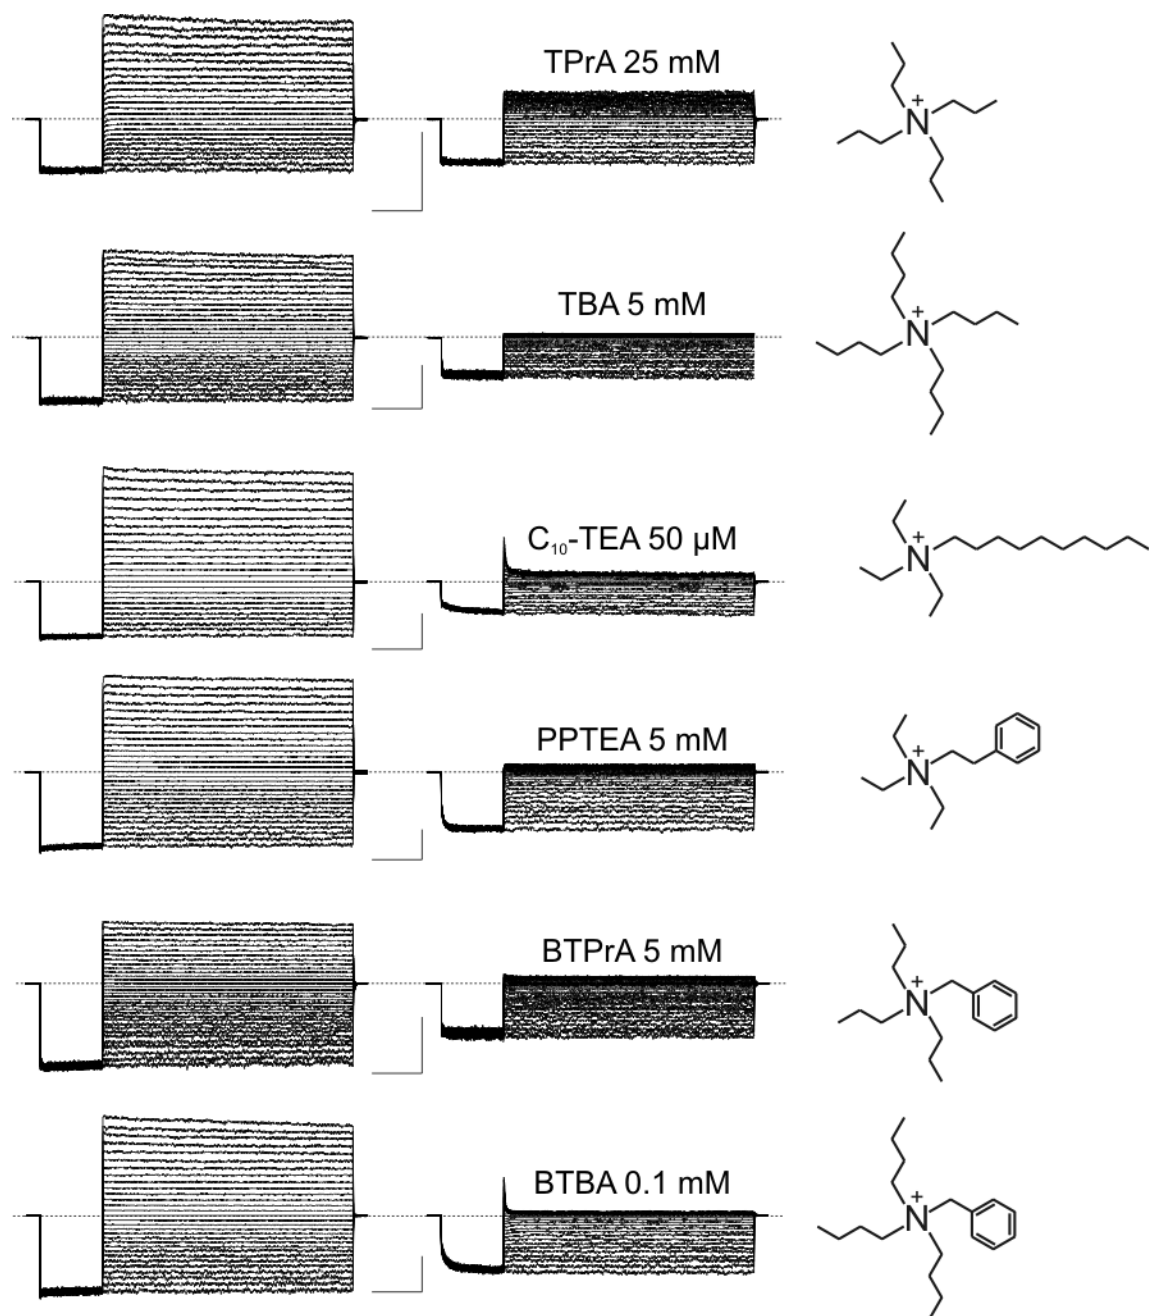 TPrA 25 mM
N+
TBA 5 mM
N+
C₁₀-TEA 50 µM
N+
PPTEA 5 mM
N+
BTPrA 5 mM
N+
BTBA 0.1 mM
N+